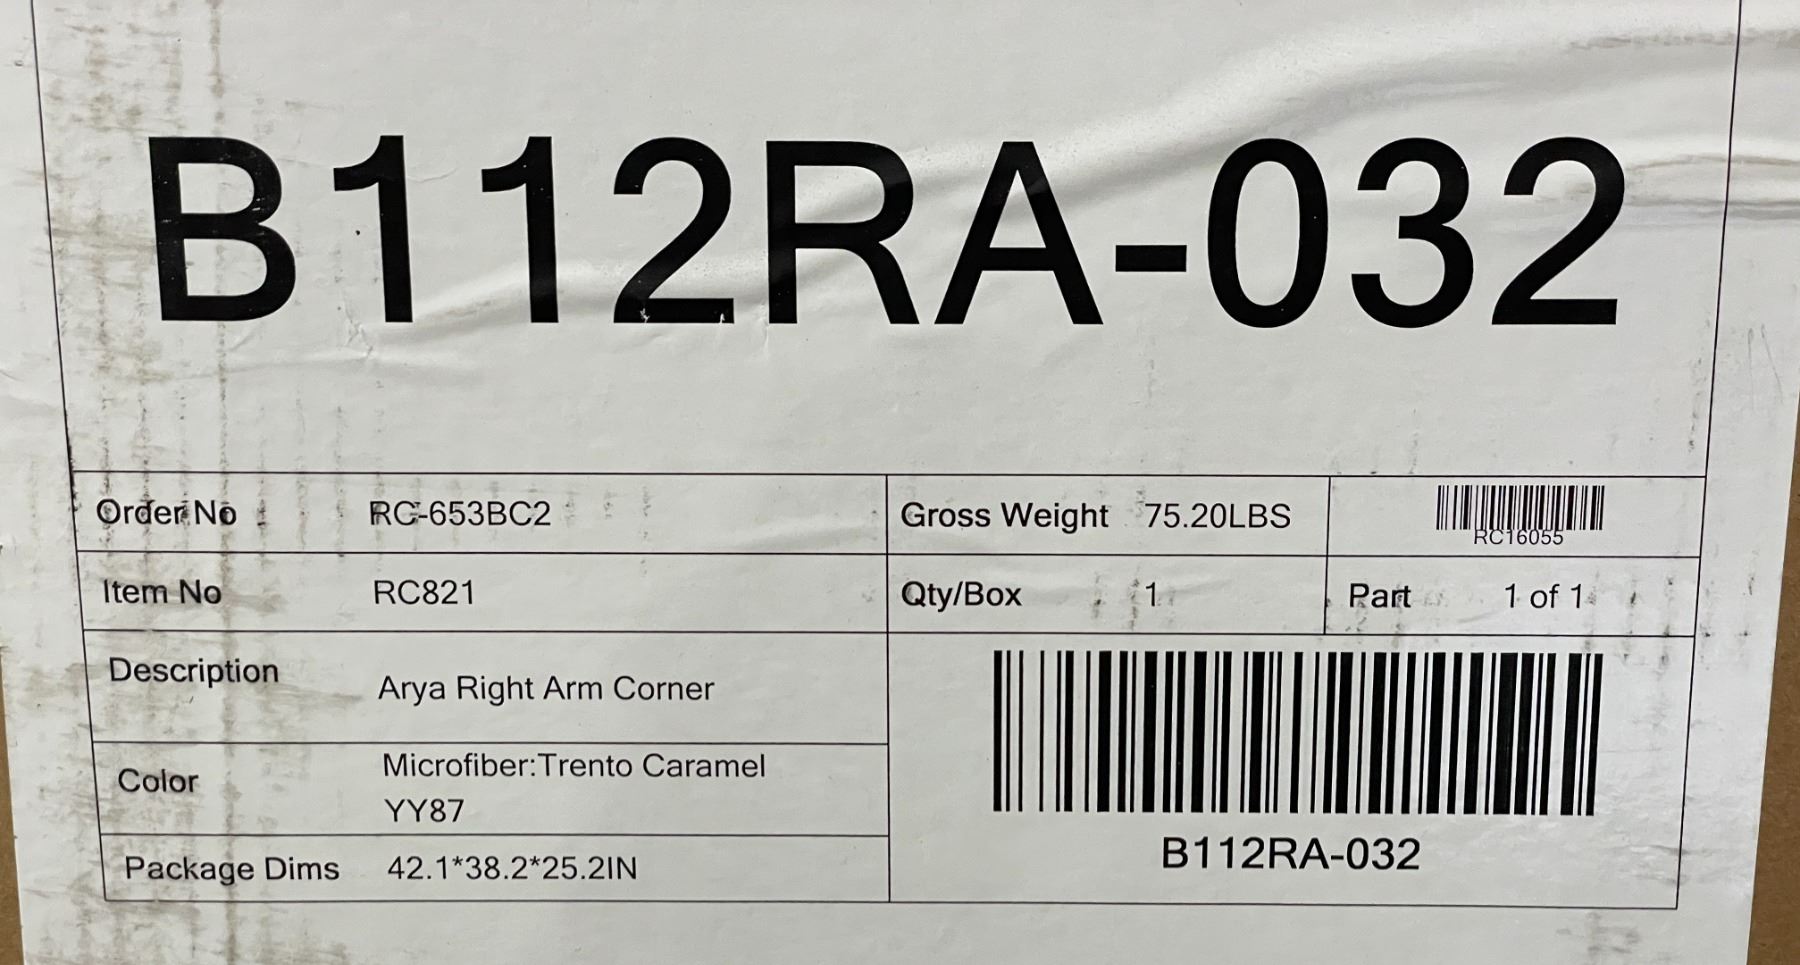 B112RA-032
Order No RC-653BC2 Gross Weight 75.20LBS
RC16055
Item No RC821 Qty/Box 1 Part 1 of 1
Description Arya Right Arm Corner
Color Microfiber:Trento Caramel
YY87
Package Dims 42.1*38.2*25.2IN
B112RA-032